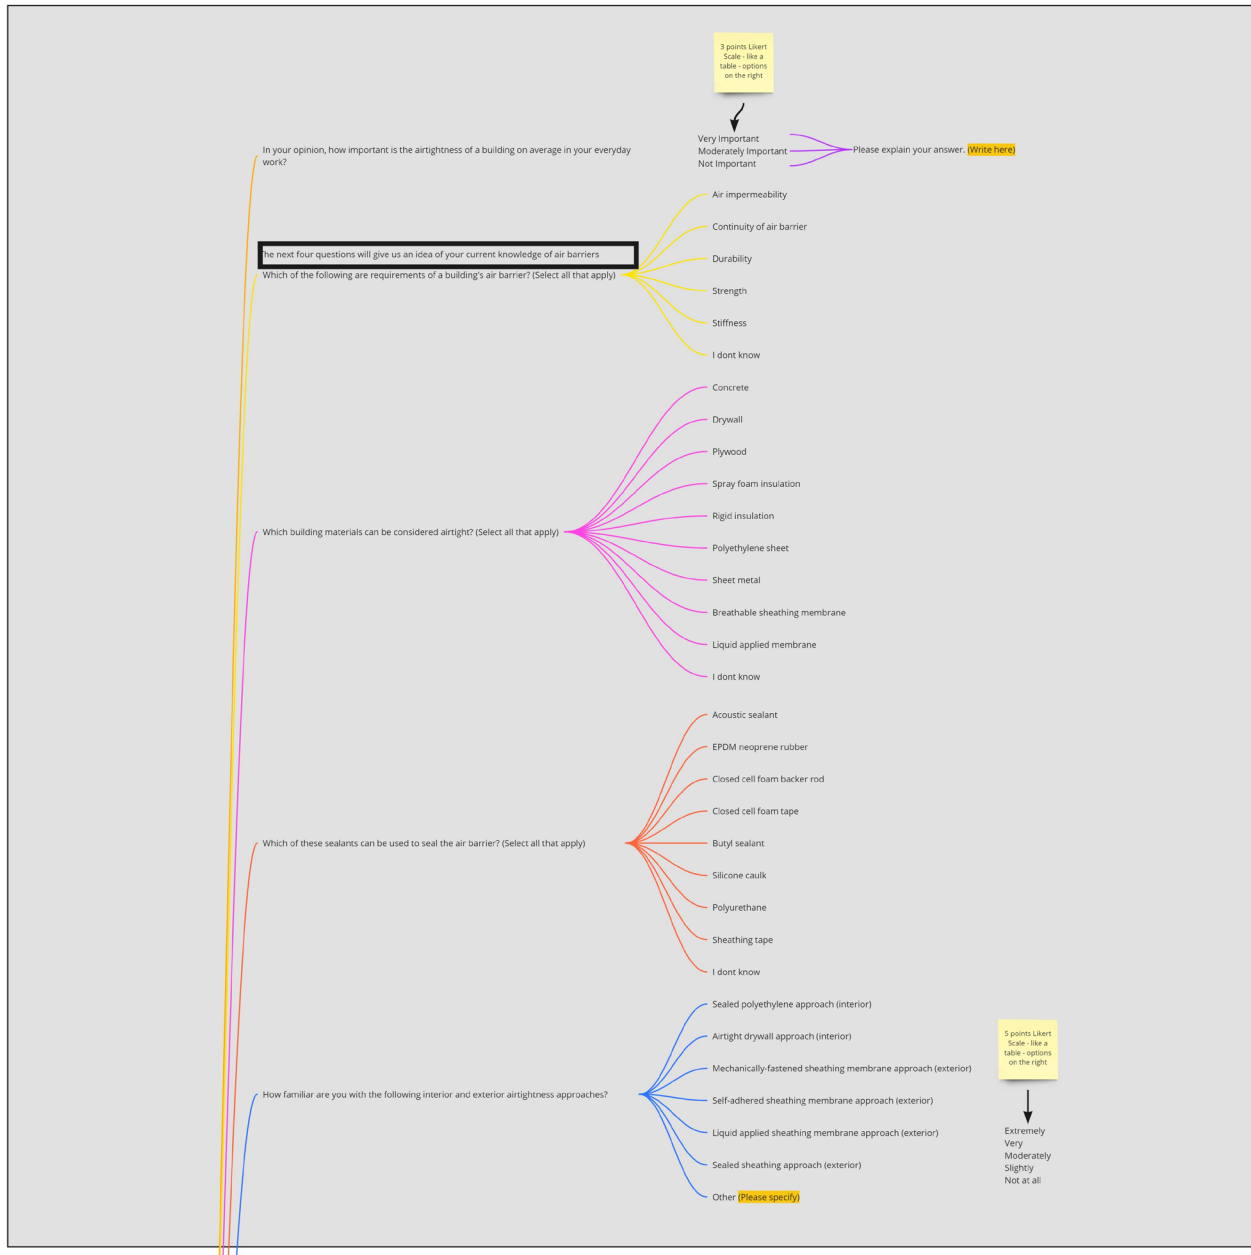 3 points Likert
Scale - like a
table - options
on the right
In your opinion, how important is the airtightness of a building on average in your everyday
work?
Very Important
Moderately Important
Not Important
Please explain your answer. (Write here)
The next four questions will give us an idea of your current knowledge of air barriers
Which of the following are requirements of a building's air barrier? (Select all that apply)
Air impermeability
Continuity of air barrier
Durability
Strength
Stiffness
I dont know
Which building materials can be considered airtight? (Select all that apply)
Concrete
Drywall
Plywood
Spray foam insulation
Rigid insulation
Polyethylene sheet
Sheet metal
Breathable sheathing membrane
Liquid applied membrane
I dont know
Which of these sealants can be used to seal the air barrier? (Select all that apply)
Acoustic sealant
EPDM neoprene rubber
Closed cell foam backer rod
Closed cell foam tape
Butyl sealant
Silicone caulk
Polyurethane
Sheathing tape
I dont know
How familiar are you with the following interior and exterior airtightness approaches?
Sealed polyethylene approach (interior)
Airtight drywall approach (interior)
Mechanically-fastened sheathing membrane approach (exterior)
Self-adhered sheathing membrane approach (exterior)
Liquid applied sheathing membrane approach (exterior)
Sealed sheathing approach (exterior)
Other (Please specify)
5 points Likert
Scale - like a
table - options
on the right
Extremely
Very
Moderately
Slightly
Not at all